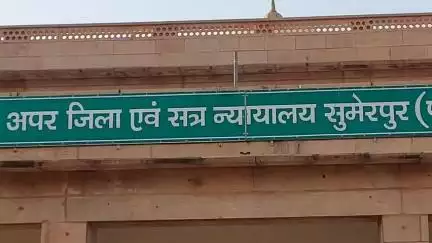 अपर जिला एवं सत्र न्यायालय सुमेरपुर